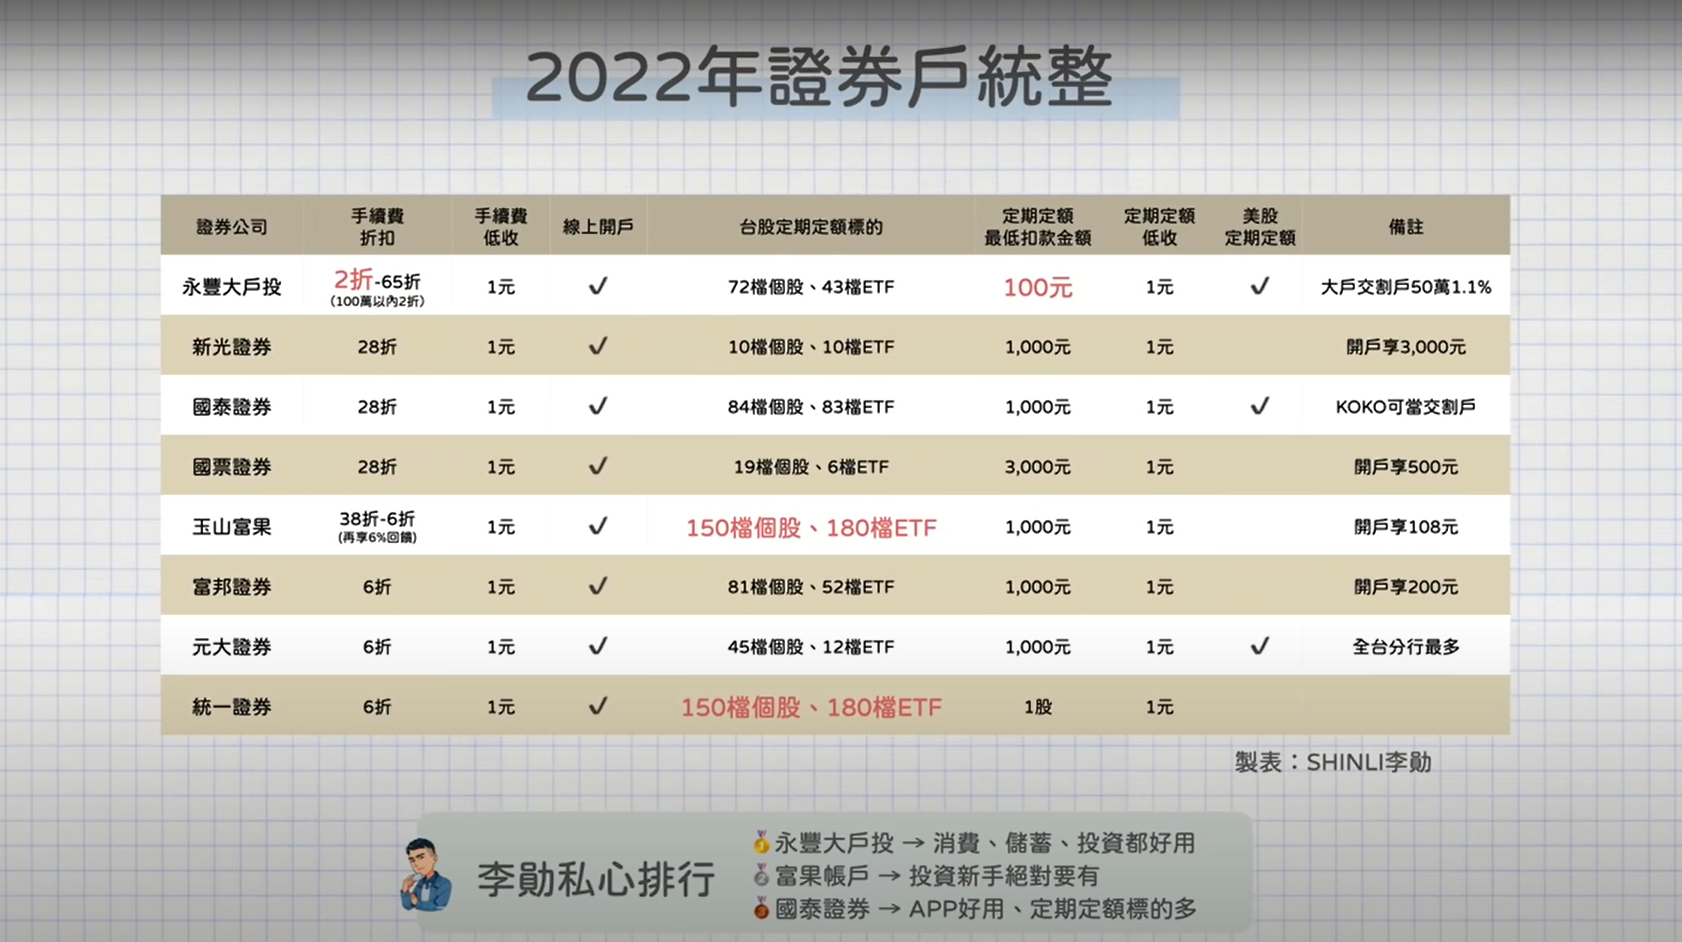 2022年證券戶統整
證券公司 手續費折扣 手續費低收 線上開戶 台股定期定額標的 定期定額最低扣款金額 定期定額低收 美股定期定額 備註
永豐大戶投 2折-65折 (100萬以內2折) 1元 ✓ 72檔個股、43檔ETF 100元 1元 ✓ 大戶交割戶50萬1.1%
新光證券 28折 1元 ✓ 10檔個股、10檔ETF 1,000元 1元 開戶享3,000元
國泰證券 28折 1元 ✓ 84檔個股、83檔ETF 1,000元 1元 ✓ KOKO可當交割戶
國票證券 28折 1元 ✓ 19檔個股、6檔ETF 3,000元 1元 開戶享500元
玉山富果 38折-6折 (再享6%回饋) 1元 ✓ 150檔個股、180檔ETF 1,000元 1元 開戶享108元
富邦證券 6折 1元 ✓ 81檔個股、52檔ETF 1,000元 1元 開戶享200元
元大證券 6折 1元 ✓ 45檔個股、12檔ETF 1,000元 1元 ✓ 全台分行最多
統一證券 6折 1元 ✓ 150檔個股、180檔ETF 1股 1元
製表：SHINLI李勛
李勛私心排行
🥇永豐大戶投 → 消費、儲蓄、投資都好用
🥈富果帳戶 → 投資新手絕對要有
🥉國泰證券 → APP好用、定期定額標的多